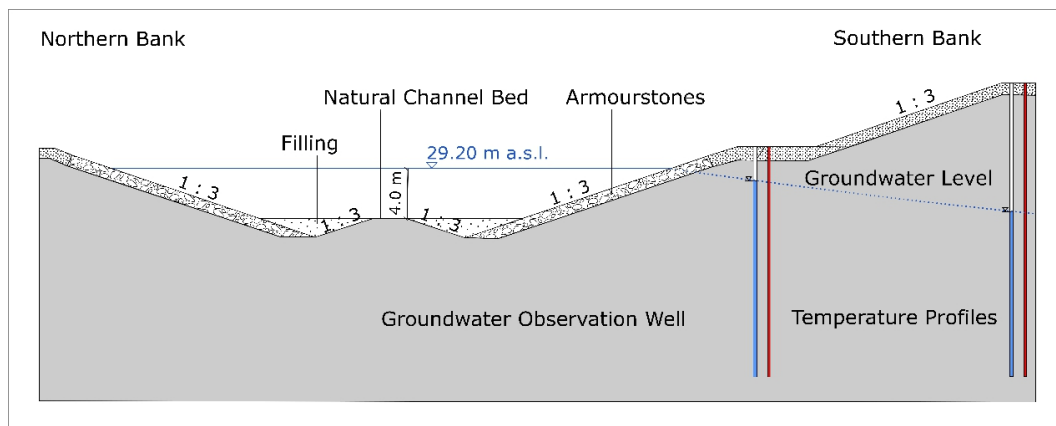 Northern Bank
Southern Bank
Natural Channel Bed
Armourstones
1 : 3
Filling
29.20 m a.s.l.
4.0 m
Groundwater Level
1 : 3
1 : 3
1 : 3
1 : 3
Groundwater Observation Well
Temperature Profiles